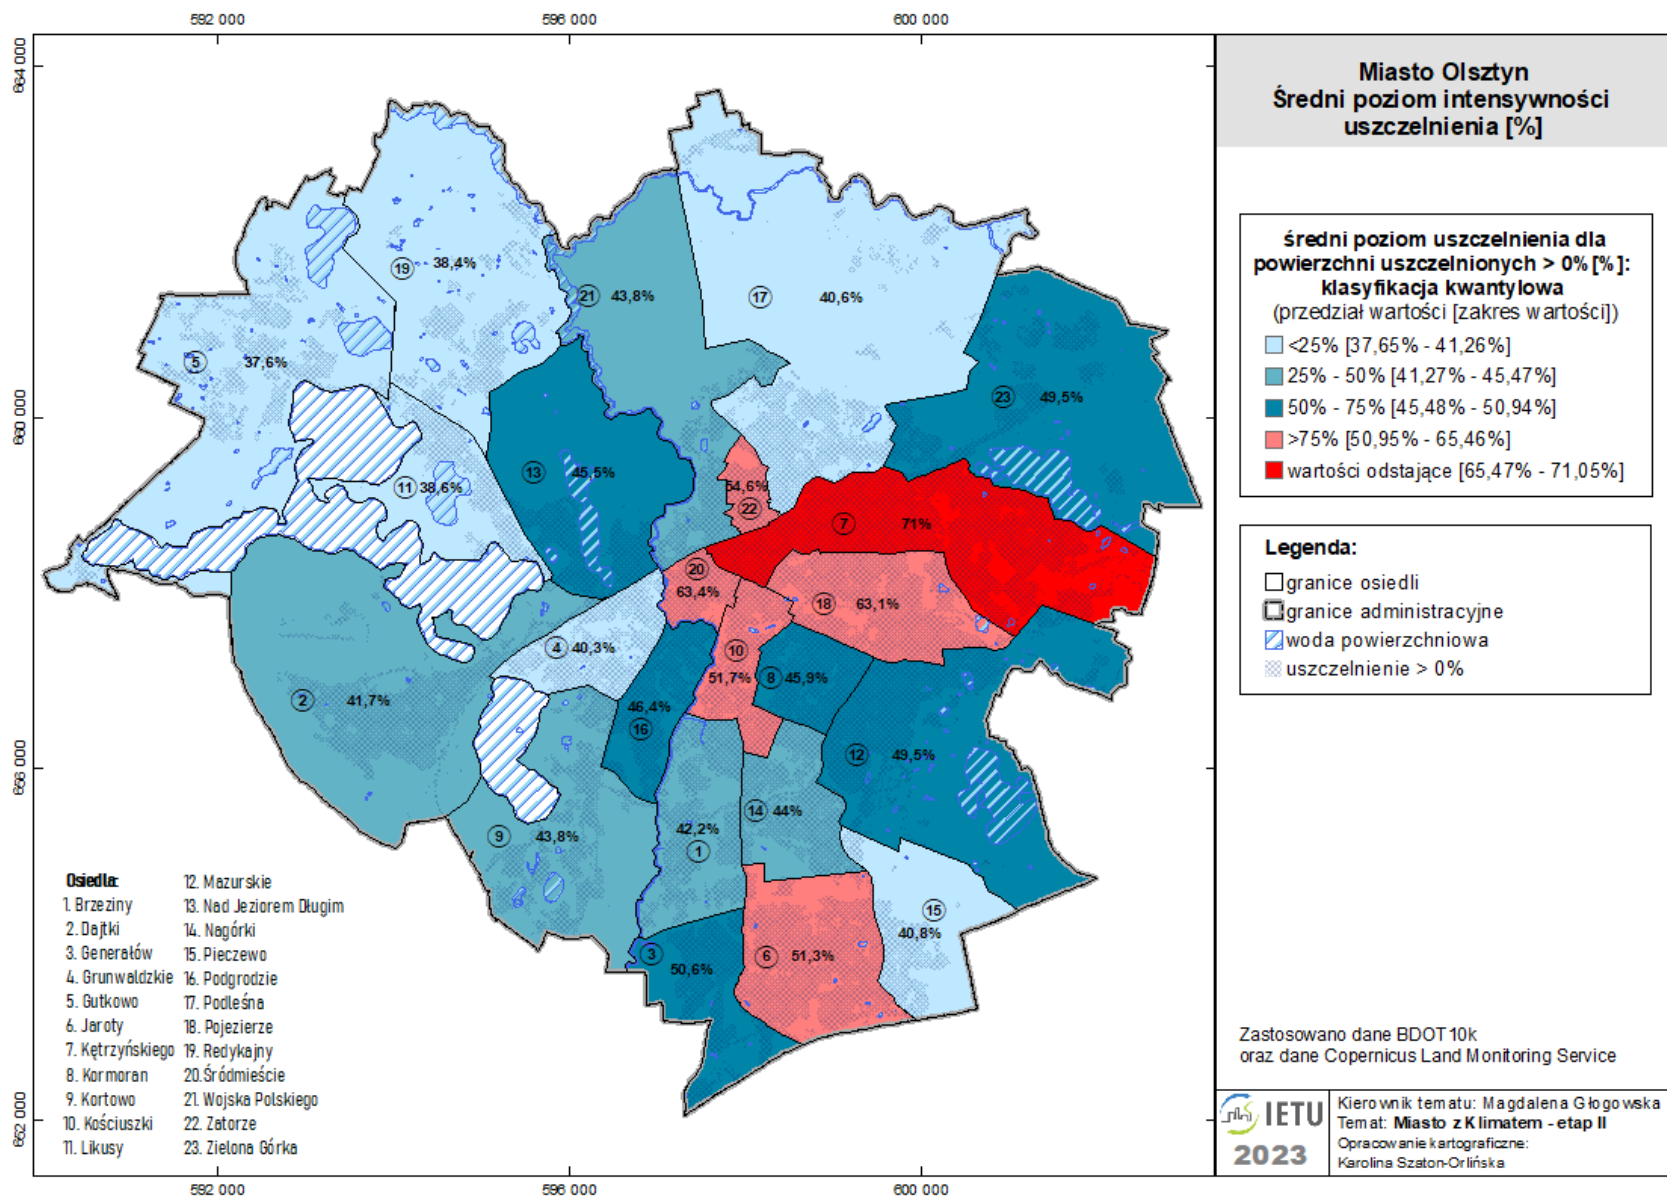 592 000
596 000
600 000
664 000
660 000
656 000
652 000
Miasto Olsztyn
Średni poziom intensywności
uszczelnienia [%]
średni poziom uszczelnienia dla
powierzchni uszczelnionych > 0% [%]:
klasyfikacja kwantylowa
(przedział wartości [zakres wartości])
<25% [37,65% - 41,26%]
25% - 50% [41,27% - 45,47%]
50% - 75% [45,48% - 50,94%]
>75% [50,95% - 65,46%]
wartości odstające [65,47% - 71,05%]
Legenda:
granice osiedli
granice administracyjne
woda powierzchniowa
uszczelnienie > 0%
19 38,4%
21 43,8%
17 40,6%
5 37,6%
23 49,5%
13 45,5%
11 38,6%
54,6%
22
7 71%
20
63,4%
18 63,1%
4 40,3%
10
51,7%
8 45,9%
2 41,7%
46,4%
16
12 49,5%
14 44%
9 43,8%
42,2%
1
15
40,8%
3
50,6%
6 51,3%
Osiedla:
1. Brzeziny
2. Dajtki
3. Generałów
4. Grunwaldzkie
5. Gutkowo
6. Jaroty
7. Kętrzyńskiego
8. Kormoran
9. Kortowo
10. Kościuszki
11. Likusy
12. Mazurskie
13. Nad Jeziorem Długim
14. Nagórki
15. Pieczewo
16. Podgrodzie
17. Podleśna
18. Pojezierze
19. Redykajny
20. Śródmieście
21. Wojska Polskiego
22. Zatorze
23. Zielona Górka
Zastosowano dane BDOT10k
oraz dane Copernicus Land Monitoring Service
IETU
2023
Kierownik tematu: Magdalena Głogowska
Temat: Miasto z Klimatem - etap II
Opracowanie kartograficzne:
Karolina Szaton-Orlińska
592 000
596 000
600 000